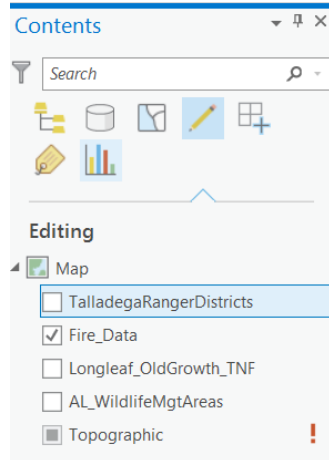 Contents
Search
Editing
Map
TalladegaRangerDistricts
Fire_Data
Longleaf_OldGrowth_TNF
AL_WildlifeMgtAreas
Topographic !